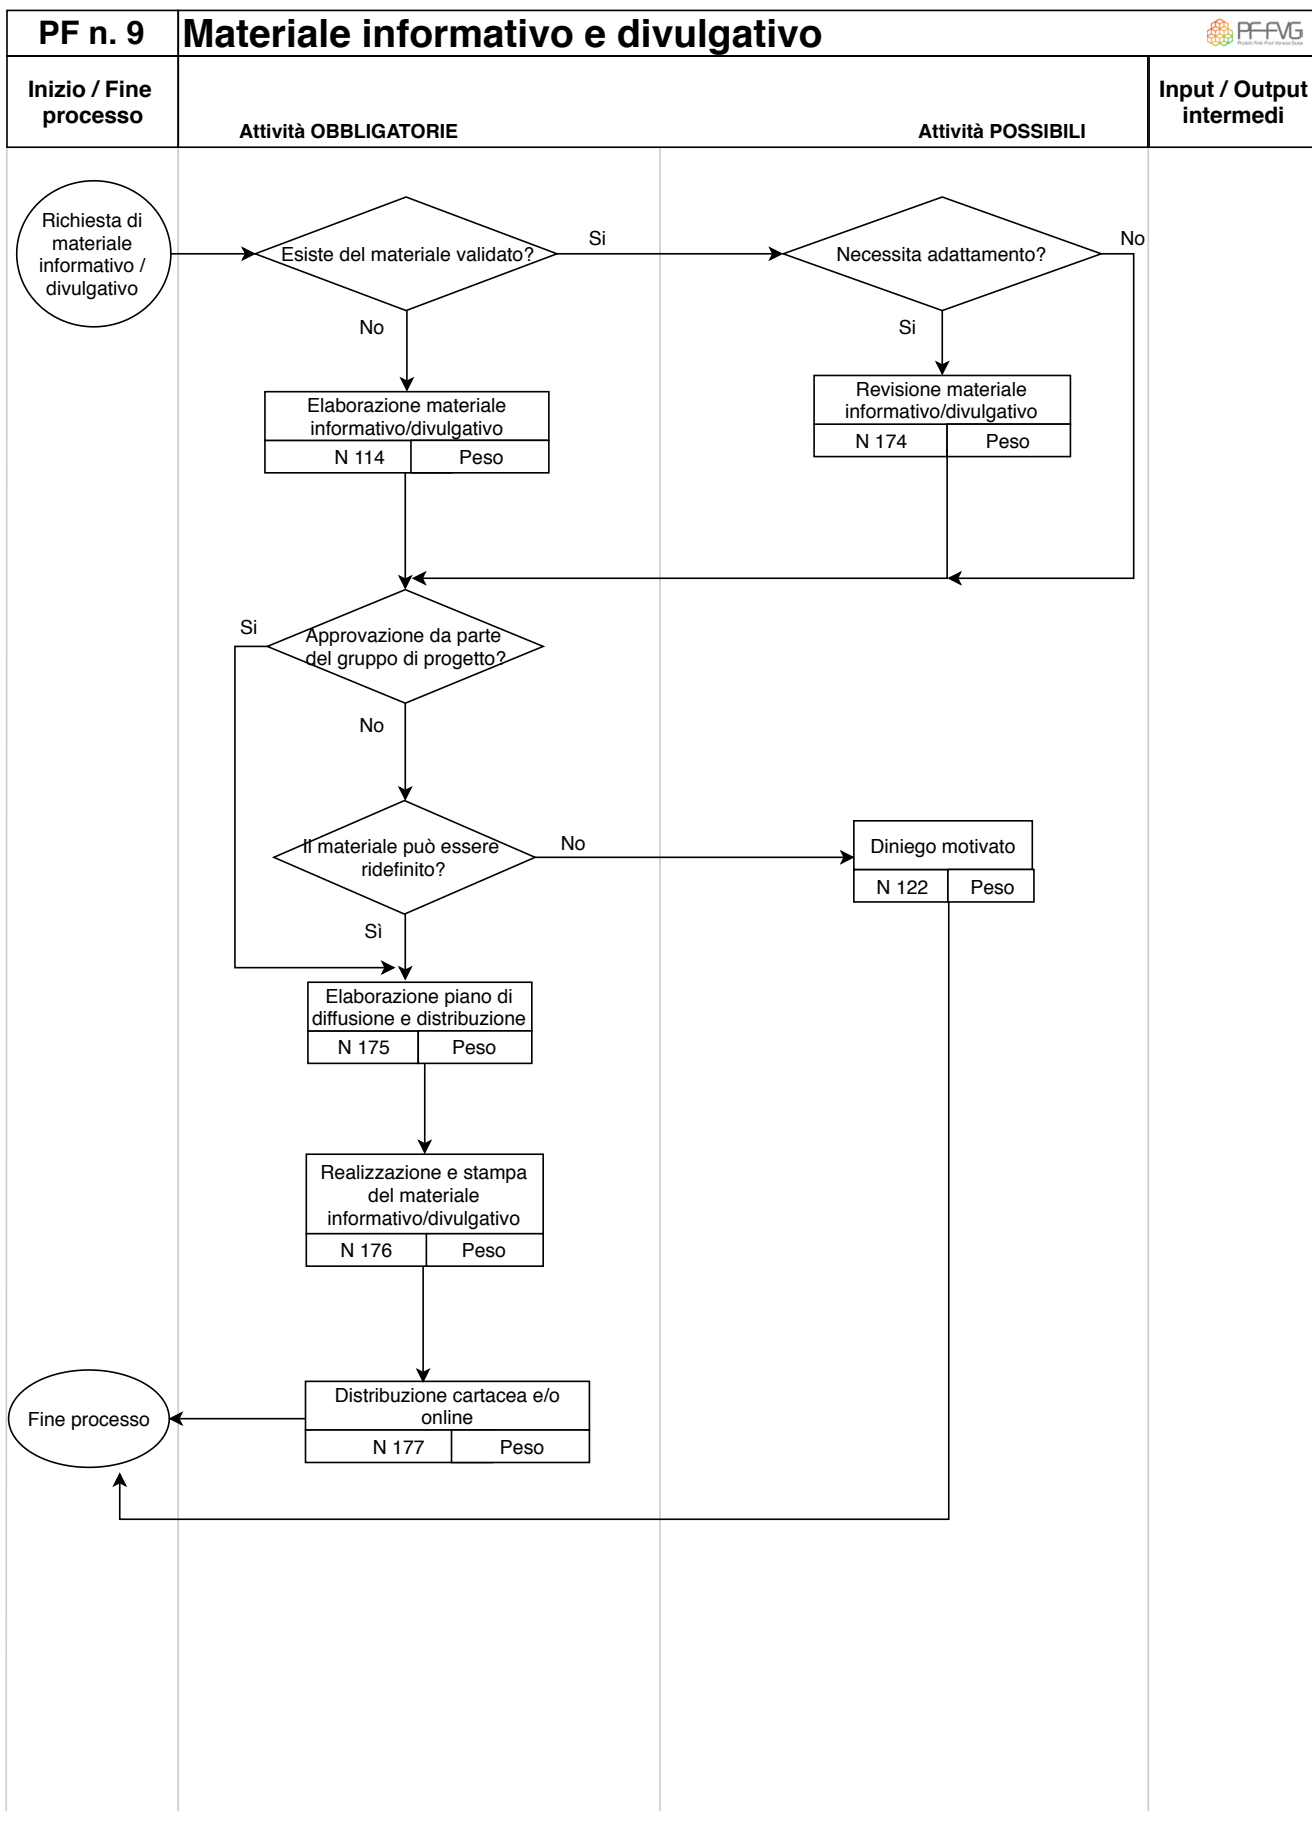 PF n. 9
Materiale informativo e divulgativo
PF-FVG
Inizio / Fine
processo
Attività OBBLIGATORIE
Attività POSSIBILI
Input / Output
intermedi
Richiesta di
materiale
informativo /
divulgativo
Esiste del materiale validato?
Si
Necessita adattamento?
No
No
Si
Elaborazione materiale
informativo/divulgativo
N 114
Peso
Revisione materiale
informativo/divulgativo
N 174
Peso
Si
Approvazione da parte
del gruppo di progetto?
No
Il materiale può essere
ridefinito?
No
Diniego motivato
N 122
Peso
Sì
Elaborazione piano di
diffusione e distribuzione
N 175
Peso
Realizzazione e stampa
del materiale
informativo/divulgativo
N 176
Peso
Distribuzione cartacea e/o
online
N 177
Peso
Fine processo